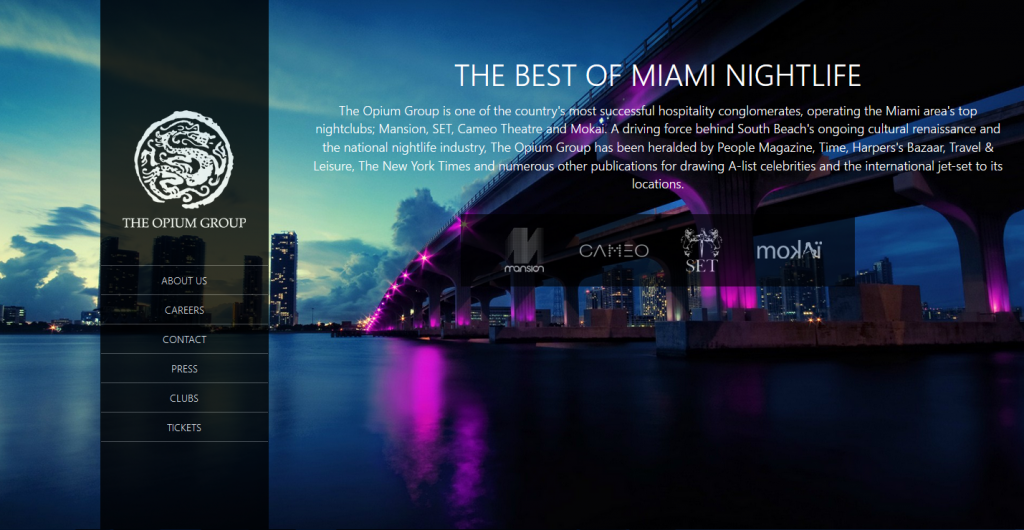 THE OPIUM GROUP
ABOUT US
CAREERS
CONTACT
PRESS
CLUBS
TICKETS
THE BEST OF MIAMI NIGHTLIFE
The Opium Group is one of the country's most successful hospitality conglomerates, operating the Miami area's top
nightclubs; Mansion, SET, Cameo Theatre and Mokai. A driving force behind South Beach's ongoing cultural renaissance and
the national nightlife industry, The Opium Group has been heralded by People Magazine, Time, Harpers's Bazaar, Travel &
Leisure, The New York Times and numerous other publications for drawing A-list celebrities and the international jet-set to its
locations.
mansion CAMEO SET mokaï